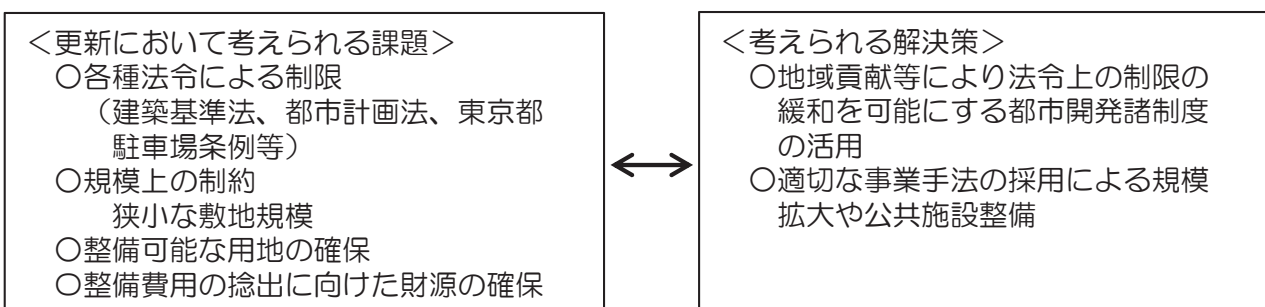 ＜更新において考えられる課題＞
○各種法令による制限
（建築基準法、都市計画法、東京都
駐車場条例等）
○規模上の制約
狭小な敷地規模
○整備可能な用地の確保
○整備費用の捻出に向けた財源の確保
＜考えられる解決策＞
○地域貢献等により法令上の制限の
緩和を可能にする都市開発諸制度
の活用
○適切な事業手法の採用による規模
拡大や公共施設整備